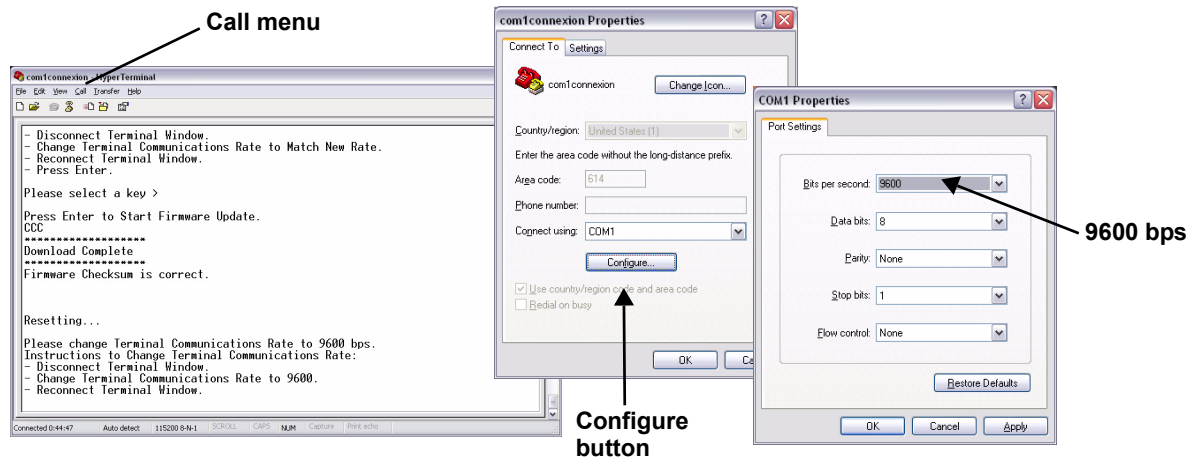 Call menu
com1connexion - HyperTerminal
File Edit View Call Transfer Help
- Disconnect Terminal Window.
- Change Terminal Communications Rate to Match New Rate.
- Reconnect Terminal Window.
- Press Enter.
Please select a key >
Press Enter to Start Firmware Update.
CCC
*******************
Download Complete
*******************
Firmware Checksum is correct.
Resetting...
Please change Terminal Communications Rate to 9600 bps.
Instructions to Change Terminal Communications Rate:
- Disconnect Terminal Window.
- Change Terminal Communications Rate to 9600.
- Reconnect Terminal Window.
Connected 0:44:47 Auto detect 115200 8-N-1 SCROLL CAPS NUM Capture Print echo
com1connexion Properties
Connect To Settings
com1connexion Change Icon...
Country/region: United States (1)
Enter the area code without the long-distance prefix.
Area code: 614
Phone number:
Connect using: COM1
Configure...
Use country/region code and area code
Redial on busy
OK Ca
Configure
button
COM1 Properties
Port Settings
Bits per second: 9600
Data bits: 8
Parity: None
Stop bits: 1
Flow control: None
Restore Defaults
OK Cancel Apply
9600 bps